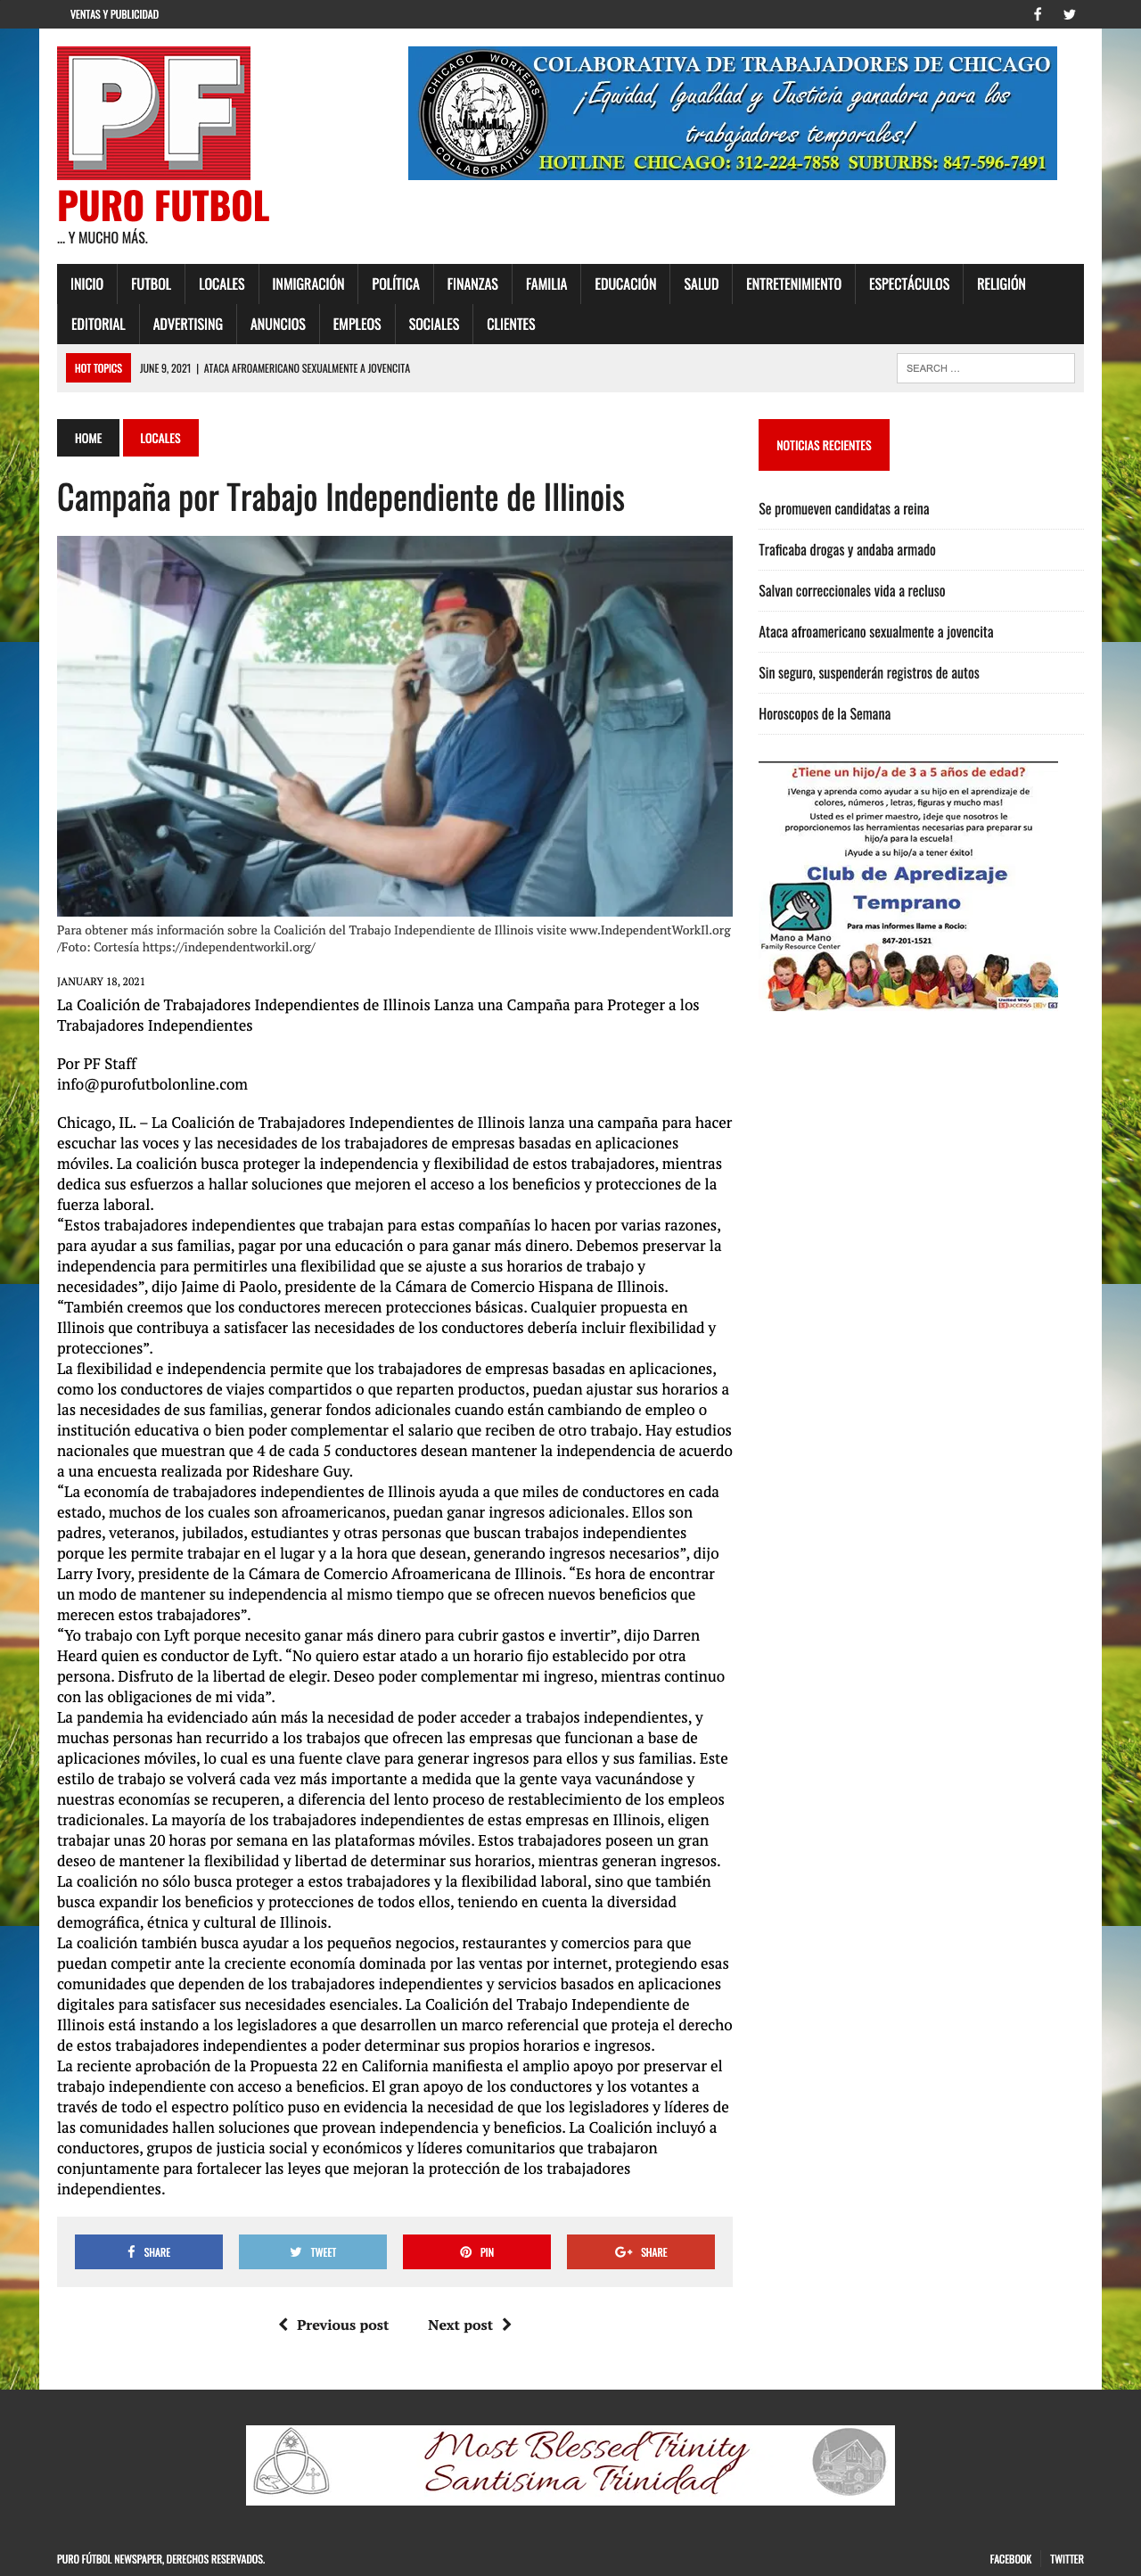 VENTAS Y PUBLICIDAD
PF
PURO FUTBOL
... Y MUCHO MÁS.
CHICAGO WORKERS' COLLABORATIVE
COLABORATIVA DE TRABAJADORES DE CHICAGO
¡Equidad, Igualdad y Justicia ganadora para los
trabajadores temporales!
HOTLINE CHICAGO: 312-224-7858 SUBURBS: 847-596-7491
INICIO FUTBOL LOCALES INMIGRACIÓN POLÍTICA FINANZAS FAMILIA EDUCACIÓN SALUD ENTRETENIMIENTO ESPECTÁCULOS RELIGIÓN
EDITORIAL ADVERTISING ANUNCIOS EMPLEOS SOCIALES CLIENTES
HOT TOPICS JUNE 9, 2021 | ATACA AFROAMERICANO SEXUALMENTE A JOVENCITA SEARCH ...
HOME LOCALES
Campaña por Trabajo Independiente de Illinois
Para obtener más información sobre la Coalición del Trabajo Independiente de Illinois visite www.IndependentWorkIl.org
/Foto: Cortesía https://independentworkil.org/
JANUARY 18, 2021
La Coalición de Trabajadores Independientes de Illinois Lanza una Campaña para Proteger a los
Trabajadores Independientes
Por PF Staff
info@purofutbolonline.com
Chicago, IL. – La Coalición de Trabajadores Independientes de Illinois lanza una campaña para hacer
escuchar las voces y las necesidades de los trabajadores de empresas basadas en aplicaciones
móviles. La coalición busca proteger la independencia y flexibilidad de estos trabajadores, mientras
dedica sus esfuerzos a hallar soluciones que mejoren el acceso a los beneficios y protecciones de la
fuerza laboral.
“Estos trabajadores independientes que trabajan para estas compañías lo hacen por varias razones,
para ayudar a sus familias, pagar por una educación o para ganar más dinero. Debemos preservar la
independencia para permitirles una flexibilidad que se ajuste a sus horarios de trabajo y
necesidades”, dijo Jaime di Paolo, presidente de la Cámara de Comercio Hispana de Illinois.
“También creemos que los conductores merecen protecciones básicas. Cualquier propuesta en
Illinois que contribuya a satisfacer las necesidades de los conductores debería incluir flexibilidad y
protecciones”.
La flexibilidad e independencia permite que los trabajadores de empresas basadas en aplicaciones,
como los conductores de viajes compartidos o que reparten productos, puedan ajustar sus horarios a
las necesidades de sus familias, generar fondos adicionales cuando están cambiando de empleo o
institución educativa o bien poder complementar el salario que reciben de otro trabajo. Hay estudios
nacionales que muestran que 4 de cada 5 conductores desean mantener la independencia de acuerdo
a una encuesta realizada por Rideshare Guy.
“La economía de trabajadores independientes de Illinois ayuda a que miles de conductores en cada
estado, muchos de los cuales son afroamericanos, puedan ganar ingresos adicionales. Ellos son
padres, veteranos, jubilados, estudiantes y otras personas que buscan trabajos independientes
porque les permite trabajar en el lugar y a la hora que desean, generando ingresos necesarios”, dijo
Larry Ivory, presidente de la Cámara de Comercio Afroamericana de Illinois. “Es hora de encontrar
un modo de mantener su independencia al mismo tiempo que se ofrecen nuevos beneficios que
merecen estos trabajadores”.
“Yo trabajo con Lyft porque necesito ganar más dinero para cubrir gastos e invertir”, dijo Darren
Heard quien es conductor de Lyft. “No quiero estar atado a un horario fijo establecido por otra
persona. Disfruto de la libertad de elegir. Deseo poder complementar mi ingreso, mientras continuo
con las obligaciones de mi vida”.
La pandemia ha evidenciado aún más la necesidad de poder acceder a trabajos independientes, y
muchas personas han recurrido a los trabajos que ofrecen las empresas que funcionan a base de
aplicaciones móviles, lo cual es una fuente clave para generar ingresos para ellos y sus familias. Este
estilo de trabajo se volverá cada vez más importante a medida que la gente vaya vacunándose y
nuestras economías se recuperen, a diferencia del lento proceso de restablecimiento de los empleos
tradicionales. La mayoría de los trabajadores independientes de estas empresas en Illinois, eligen
trabajar unas 20 horas por semana en las plataformas móviles. Estos trabajadores poseen un gran
deseo de mantener la flexibilidad y libertad de determinar sus horarios, mientras generan ingresos.
La coalición no sólo busca proteger a estos trabajadores y la flexibilidad laboral, sino que también
busca expandir los beneficios y protecciones de todos ellos, teniendo en cuenta la diversidad
demográfica, étnica y cultural de Illinois.
La coalición también busca ayudar a los pequeños negocios, restaurantes y comercios para que
puedan competir ante la creciente economía dominada por las ventas por internet, protegiendo esas
comunidades que dependen de los trabajadores independientes y servicios basados en aplicaciones
digitales para satisfacer sus necesidades esenciales. La Coalición del Trabajo Independiente de
Illinois está instando a los legisladores a que desarrollen un marco referencial que proteja el derecho
de estos trabajadores independientes a poder determinar sus propios horarios e ingresos.
La reciente aprobación de la Propuesta 22 en California manifiesta el amplio apoyo por preservar el
trabajo independiente con acceso a beneficios. El gran apoyo de los conductores y los votantes a
través de todo el espectro político puso en evidencia la necesidad de que los legisladores y líderes de
las comunidades hallen soluciones que provean independencia y beneficios. La Coalición incluyó a
conductores, grupos de justicia social y económicos y líderes comunitarios que trabajaron
conjuntamente para fortalecer las leyes que mejoran la protección de los trabajadores
independientes.
SHARE TWEET PIN SHARE
Previous post Next post
NOTICIAS RECIENTES
Se promueven candidatas a reina
Traficaba drogas y andaba armado
Salvan correccionales vida a recluso
Ataca afroamericano sexualmente a jovencita
Sin seguro, suspenderán registros de autos
Horoscopos de la Semana
¿Tiene un hijo/a de 3 a 5 años de edad?
¡Venga y aprenda como ayudar a su hijo en el aprendizaje de
colores, números , letras, figuras y mucho mas!
Usted es el primer maestro, ¡deje que nosotros le
proporcionemos las herramientas necesarias para preparar su
hijo/a para la escuela!
¡Ayude a su hijo/a a tener éxito!
Club de Apredizaje
Temprano
Mano a Mano
Family Resource Center
Para mas informes llame a Rocio:
847-201-1521
United Way
Most Blessed Trinity
Santisima Trinidad
PURO FÚTBOL NEWSPAPER, DERECHOS RESERVADOS.
FACEBOOK TWITTER